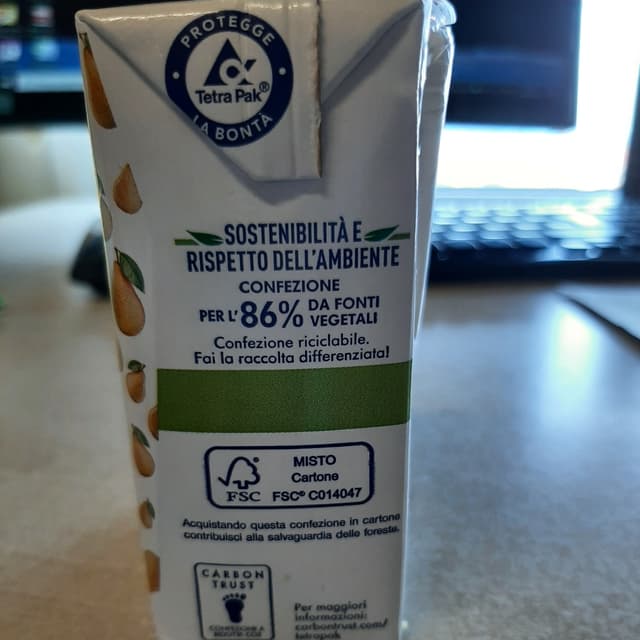 PROTEGGE
Tetra Pak®
LA BONTÀ
SOSTENIBILITÀ E
RISPETTO DELL'AMBIENTE
CONFEZIONE
PER L'86% DA FONTI
VEGETALI
Confezione riciclabile.
Fai la raccolta differenziata!
FSC
MISTO
Cartone
FSC® C014047
Acquistando questa confezione in cartone
contribuisci alla salvaguardia delle foreste.
CARBON
TRUST
CONFEZIONE A
Per maggiori
informazioni:
carbontrust.com/
tetrapak